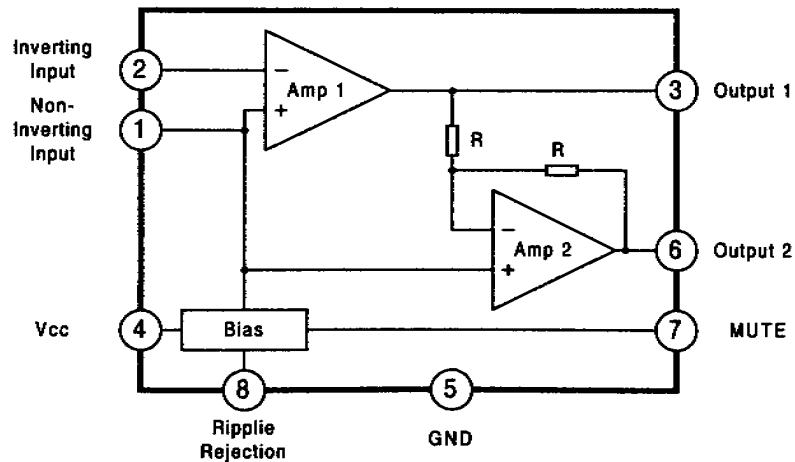 Inverting
Input
2
−
Amp 1
+
3
Output 1
Non-
Inverting
Input
1
R
R
−
Amp 2
+
6
Output 2
Vcc
4
Bias
7
MUTE
8
Ripplie
Rejection
5
GND